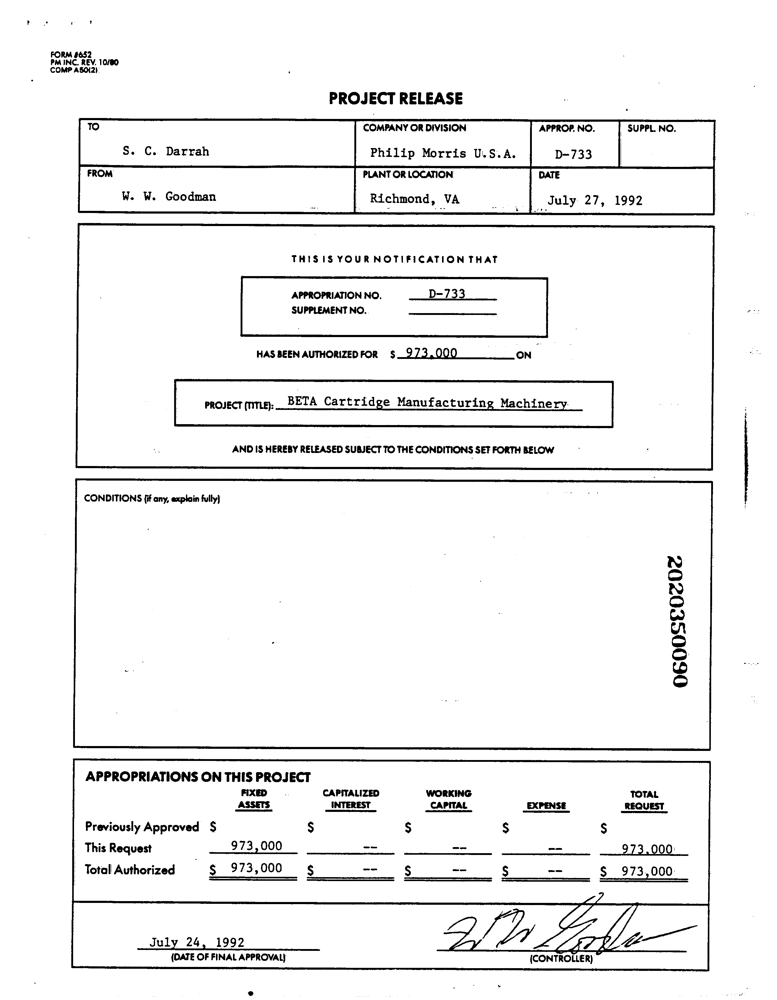 FORM #652
PM INC. REV. 10/80
COMP A50(2)
PROJECT RELEASE
TO COMPANY OR DIVISION APPROP. NO. SUPPL. NO.
S. C. Darrah Philip Morris U.S.A. D-733
FROM PLANT OR LOCATION DATE
W. W. Goodman Richmond, VA July 27, 1992
THIS IS YOUR NOTIFICATION THAT
APPROPRIATION NO. D-733
SUPPLEMENT NO.
HAS BEEN AUTHORIZED FOR $ 973,000 ON
PROJECT (TITLE): BETA Cartridge Manufacturing Machinery
AND IS HEREBY RELEASED SUBJECT TO THE CONDITIONS SET FORTH BELOW
CONDITIONS (if any, explain fully)
2020350090
APPROPRIATIONS ON THIS PROJECT
FIXED CAPITALIZED WORKING TOTAL
ASSETS INTEREST CAPITAL EXPENSE REQUEST
Previously Approved $ $ $ $ $
This Request 973,000 -- -- -- 973,000
Total Authorized $ 973,000 $ -- $ -- $ -- $ 973,000
July 24, 1992
(DATE OF FINAL APPROVAL) (CONTROLLER)